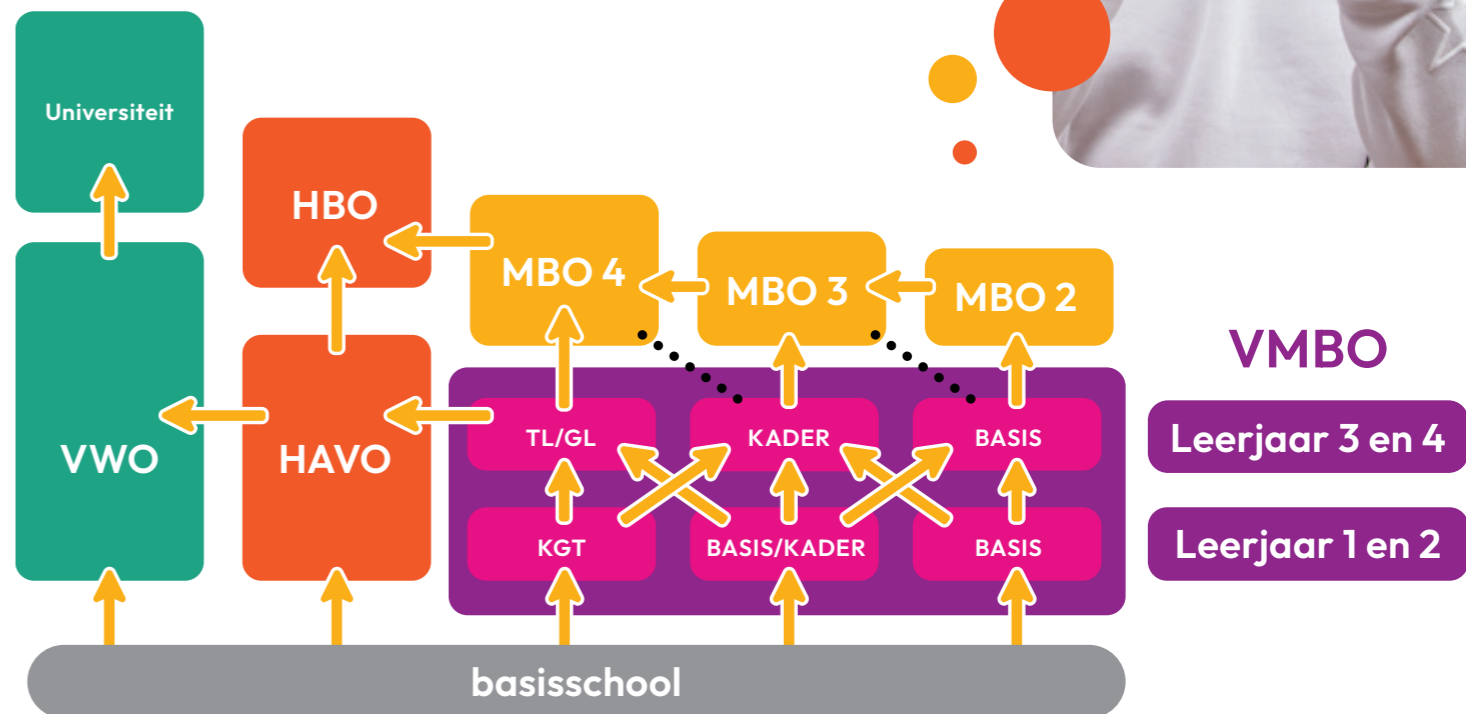 Universiteit
HBO
MBO 4
MBO 3
MBO 2
VMBO
VWO
HAVO
TL/GL
KADER
BASIS
Leerjaar 3 en 4
KGT
BASIS/KADER
BASIS
Leerjaar 1 en 2
basisschool